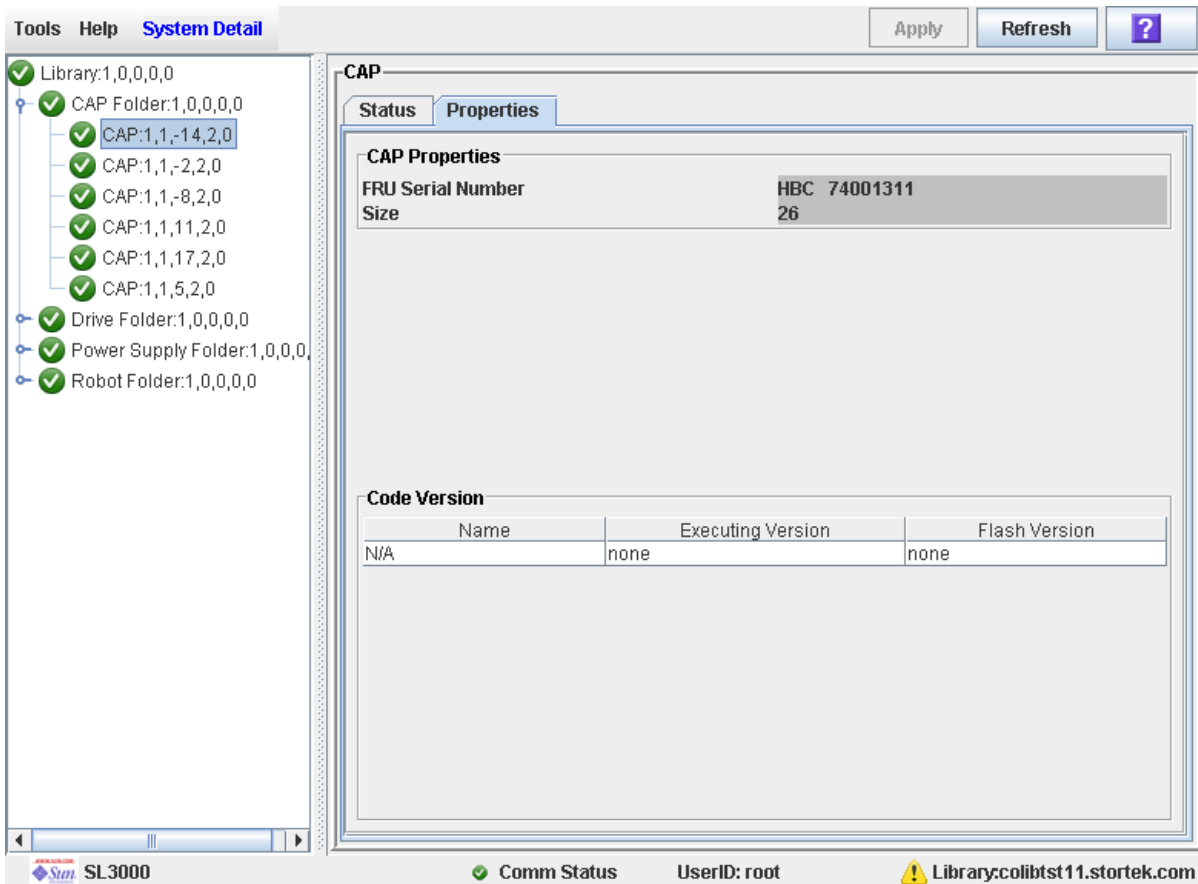 Tools Help System Detail Apply Refresh ?
Library:1,0,0,0,0
CAP Folder:1,0,0,0,0
CAP:1,1,-14,2,0
CAP:1,1,-2,2,0
CAP:1,1,-8,2,0
CAP:1,1,11,2,0
CAP:1,1,17,2,0
CAP:1,1,5,2,0
Drive Folder:1,0,0,0,0
Power Supply Folder:1,0,0,0,
Robot Folder:1,0,0,0,0
CAP
Status Properties
CAP Properties
FRU Serial Number HBC 74001311
Size 26
Code Version
Name Executing Version Flash Version
N/A none none
Sun SL3000 Comm Status UserID: root Library:colibtst11.stortek.com